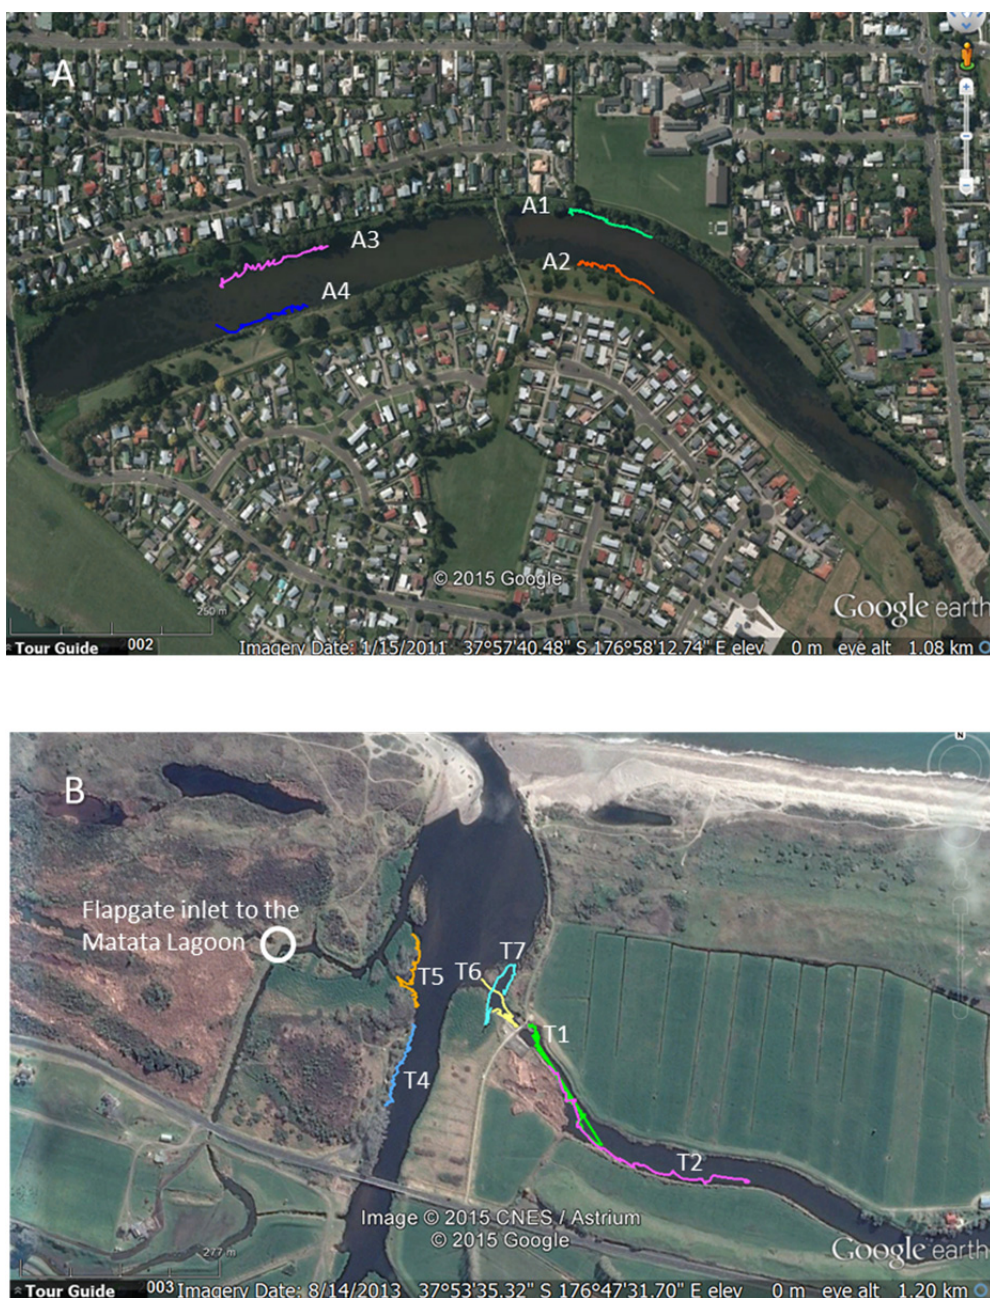 A
A1
A3
A2
A4
© 2015 Google
Google earth
250 m
Tour Guide 002 Imagery Date: 1/15/2011 37°57'40.48" S 176°58'12.74" E elev 0 m eye alt 1.08 km
N
B
Flapgate inlet to the
Matata Lagoon
T7
T6
T5
T1
T4
T2
Image © 2015 CNES / Astrium
© 2015 Google
Google earth
277 m
Tour Guide 003 Imagery Date: 8/14/2013 37°53'35.32" S 176°47'31.70" E elev 0 m eye alt 1.20 km